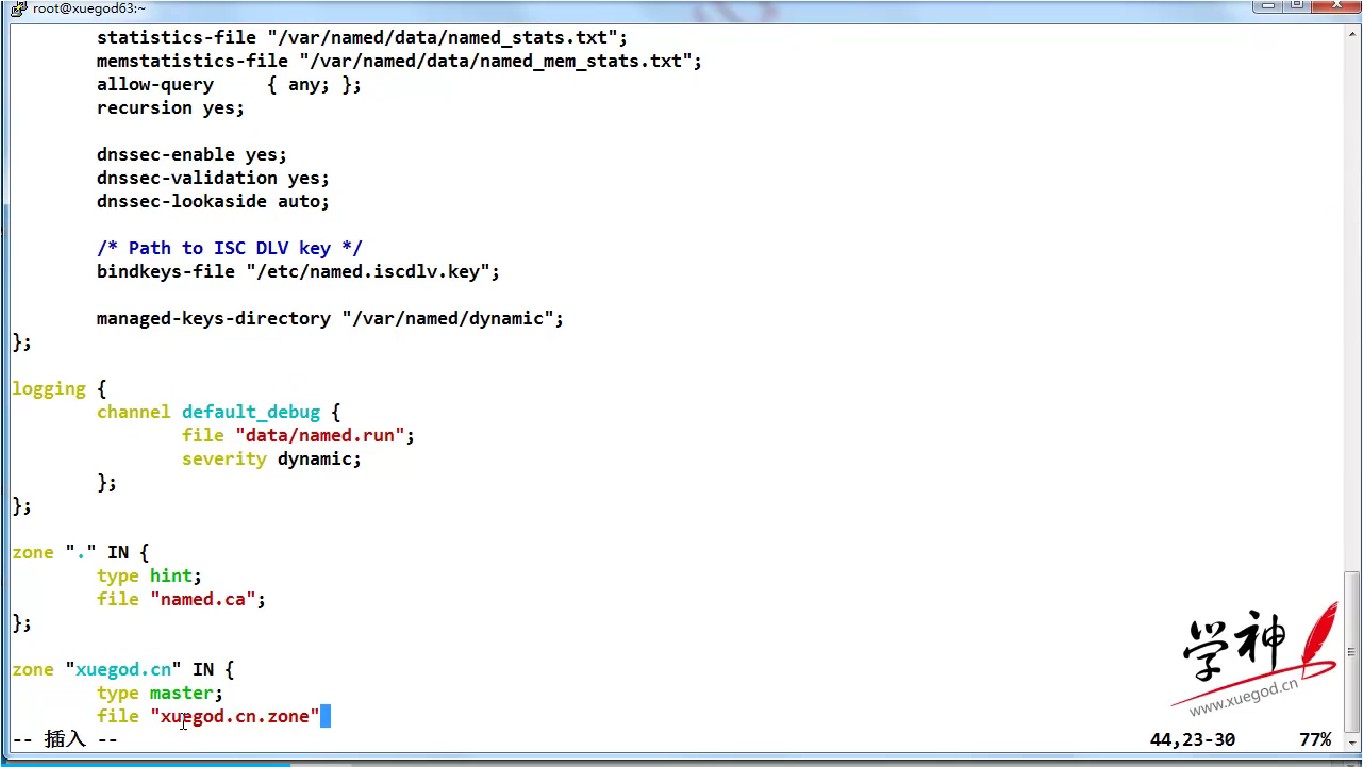 root@xuegod63:~
statistics-file "/var/named/data/named_stats.txt";
memstatistics-file "/var/named/data/named_mem_stats.txt";
allow-query     { any; };
recursion yes;
dnssec-enable yes;
dnssec-validation yes;
dnssec-lookaside auto;
/* Path to ISC DLV key */
bindkeys-file "/etc/named.iscdlv.key";
managed-keys-directory "/var/named/dynamic";
};
logging {
channel default_debug {
file "data/named.run";
severity dynamic;
};
};
zone "." IN {
type hint;
file "named.ca";
};
zone "xuegod.cn" IN {
type master;
file "xuegod.cn.zone"
-- 插入 --
44,23-30
77%
学神
www.xuegod.cn